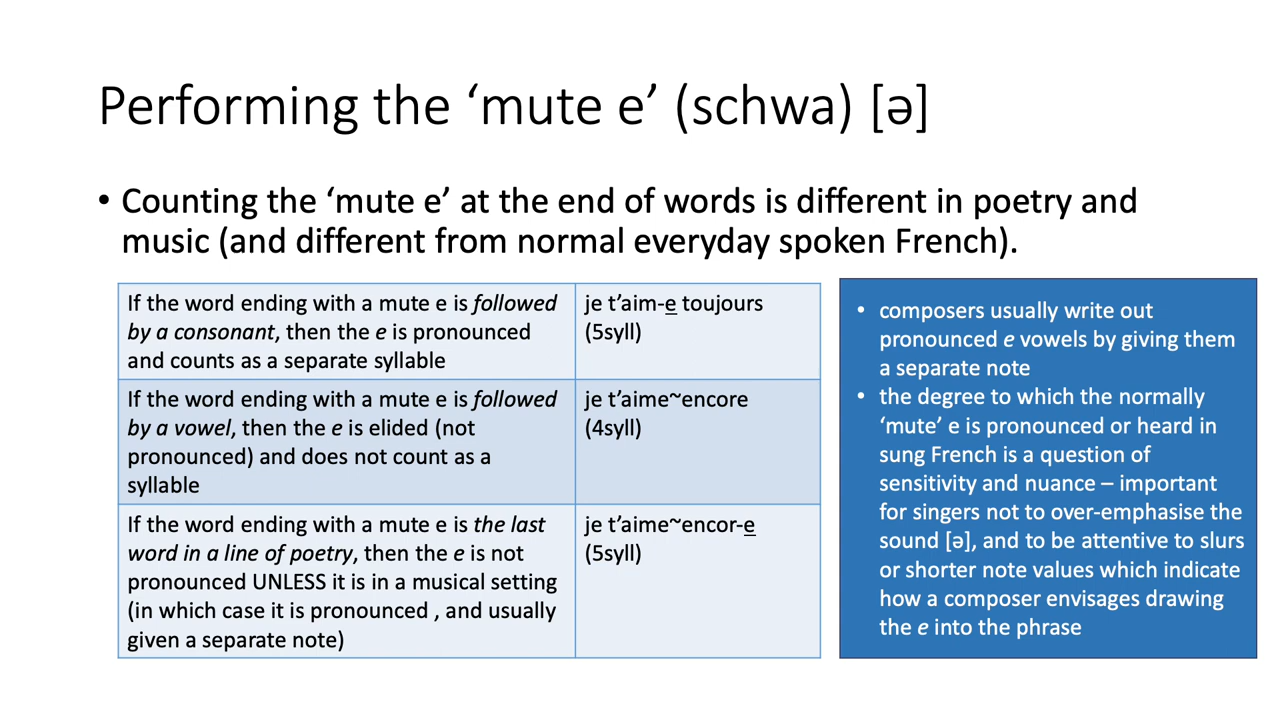 Performing the ‘mute e’ (schwa) [ə]
• Counting the ‘mute e’ at the end of words is different in poetry and
music (and different from normal everyday spoken French).
If the word ending with a mute e is followed
by a consonant, then the e is pronounced
and counts as a separate syllable
je t’aim-e toujours
(5syll)
If the word ending with a mute e is followed
by a vowel, then the e is elided (not
pronounced) and does not count as a
syllable
je t’aime~encore
(4syll)
If the word ending with a mute e is the last
word in a line of poetry, then the e is not
pronounced UNLESS it is in a musical setting
(in which case it is pronounced , and usually
given a separate note)
je t’aime~encor-e
(5syll)
• composers usually write out
pronounced e vowels by giving them
a separate note
• the degree to which the normally
‘mute’ e is pronounced or heard in
sung French is a question of
sensitivity and nuance – important
for singers not to over-emphasise the
sound [ə], and to be attentive to slurs
or shorter note values which indicate
how a composer envisages drawing
the e into the phrase